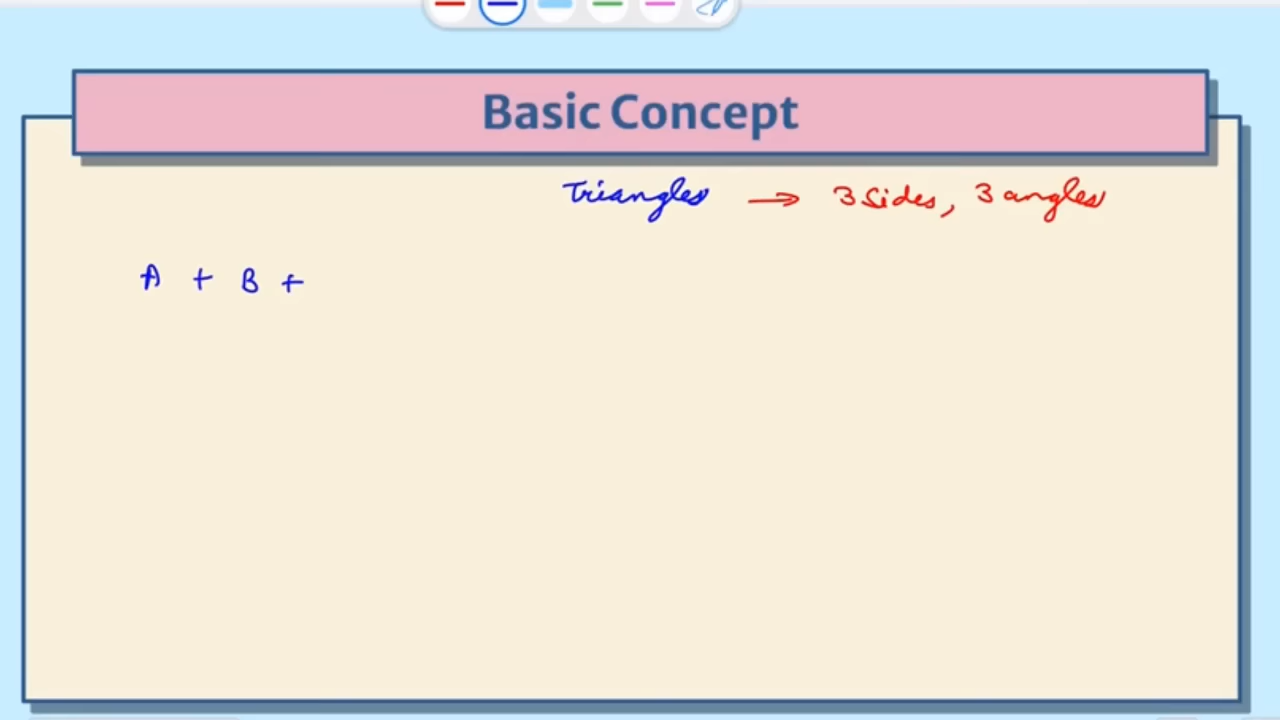 Basic Concept
Triangles → 3 sides, 3 angles
A + B +